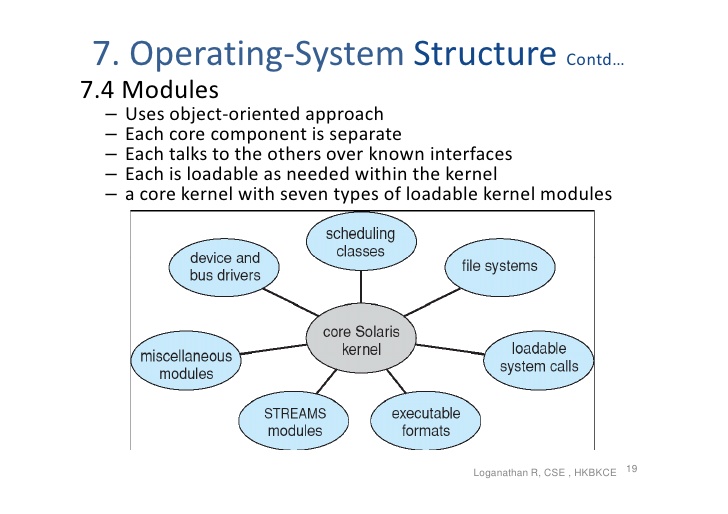 7. Operating-System Structure Contd...
7.4 Modules
– Uses object-oriented approach
– Each core component is separate
– Each talks to the others over known interfaces
– Each is loadable as needed within the kernel
– a core kernel with seven types of loadable kernel modules
scheduling
classes
device and
bus drivers
file systems
core Solaris
kernel
miscellaneous
modules
loadable
system calls
STREAMS
modules
executable
formats
Loganathan R, CSE , HKBKCE 19